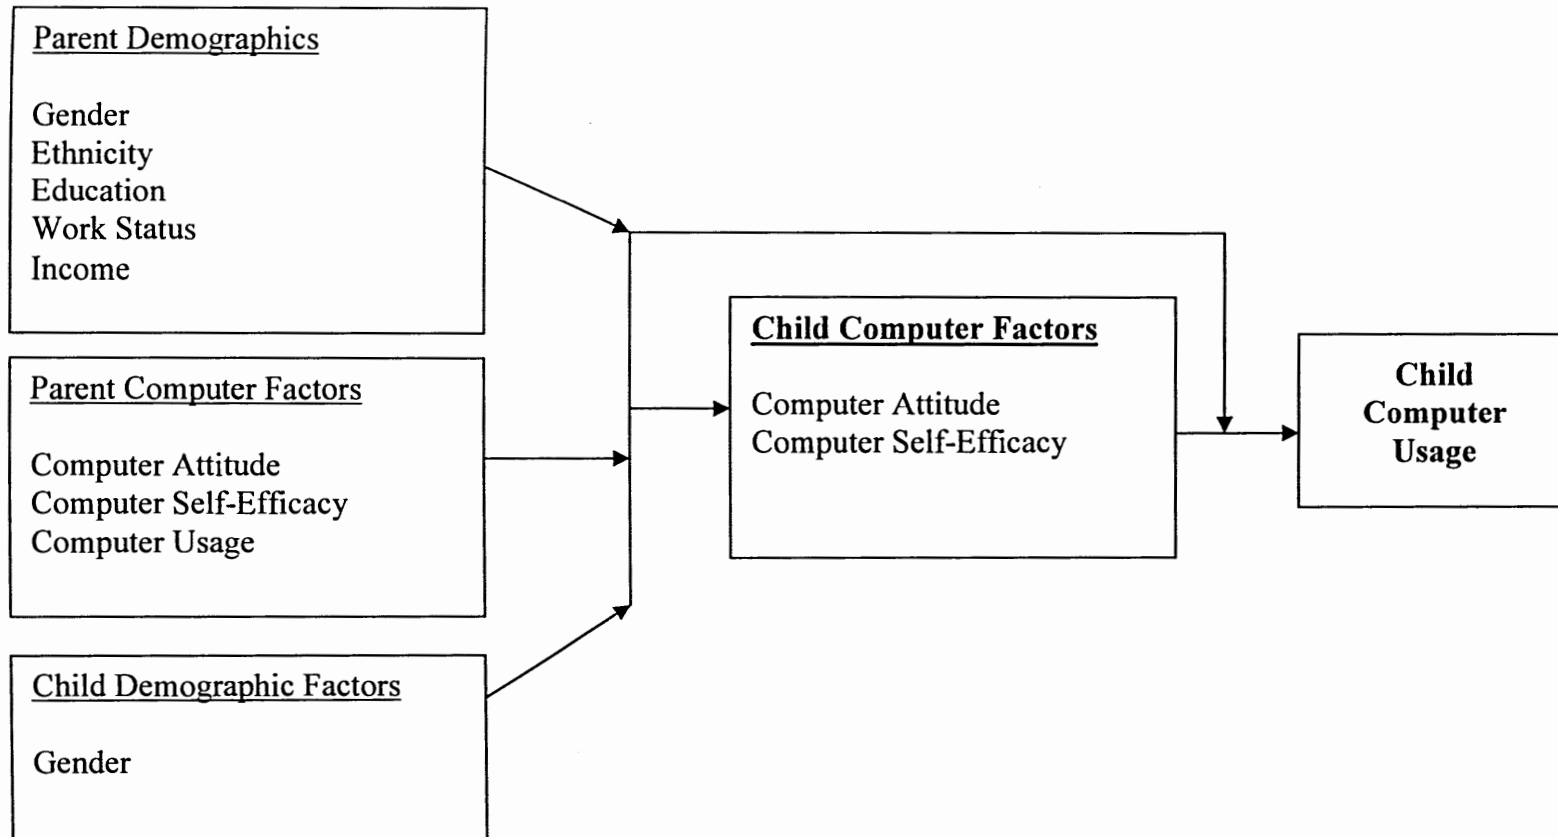 Parent Demographics
Gender
Ethnicity
Education
Work Status
Income
Parent Computer Factors
Computer Attitude
Computer Self-Efficacy
Computer Usage
Child Demographic Factors
Gender
Child Computer Factors
Computer Attitude
Computer Self-Efficacy
Child
Computer
Usage